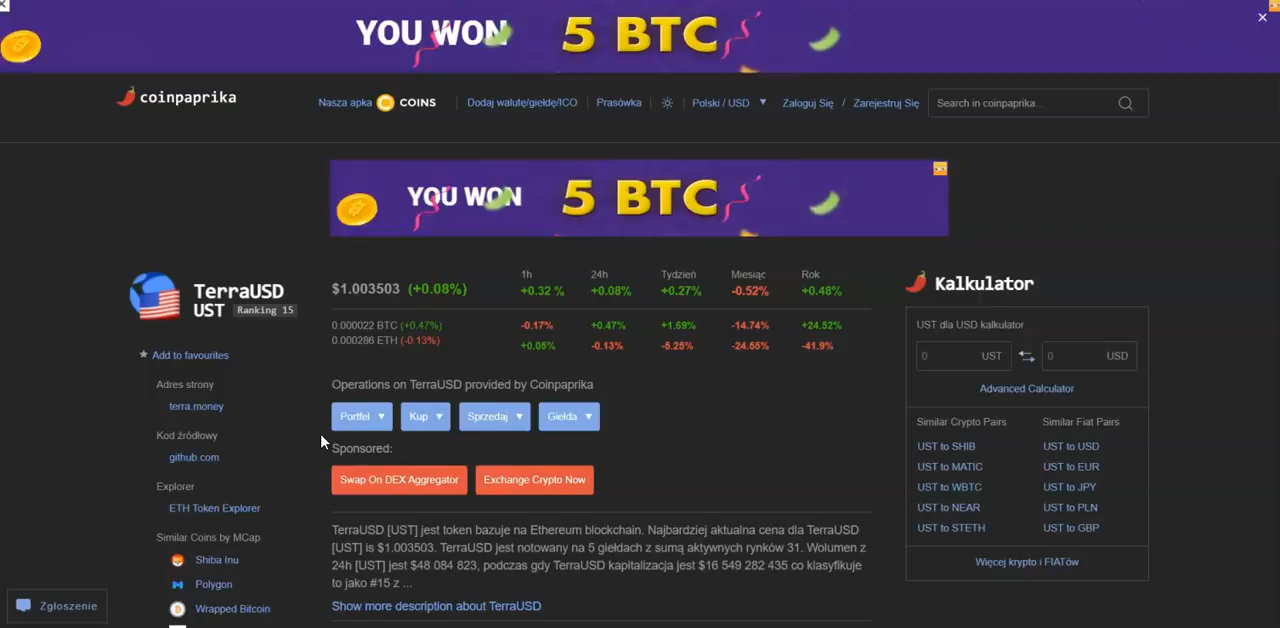 YOU WON 5 BTC
coinpaprika
Nasza apka COINS
Dodaj walutę/giełdę/ICO
Prasówka
Polski / USD ▼
Zaloguj Się / Zarejestruj Się
Search in coinpaprika...
YOU WON 5 BTC
TerraUSD
UST Ranking 15
Add to favourites
Adres strony
terra.money
Kod źródłowy
github.com
Explorer
ETH Token Explorer
Similar Coins by MCap
Shiba Inu
Polygon
Wrapped Bitcoin
Zgłoszenie
$1.003503 (+0.08%)
1h 24h Tydzień Miesiąc Rok
+0.32 % +0.08% +0.27% -0.52% +0.48%
0.000022 BTC (+0.47%) -0.17% +0.47% +1.69% -14.74% +24.52%
0.000286 ETH (-0.13%) +0.05% -0.13% -5.25% -24.55% -41.9%
Operations on TerraUSD provided by Coinpaprika
Portfel ▼ Kup ▼ Sprzedaj ▼ Giełda ▼
Sponsored:
Swap On DEX Aggregator Exchange Crypto Now
TerraUSD [UST] jest token bazuje na Ethereum blockchain. Najbardziej aktualna cena dla TerraUSD
[UST] is $1.003503. TerraUSD jest notowany na 5 giełdach z sumą aktywnych rynków 31. Wolumen z
24h [UST] jest $48 084 823, podczas gdy TerraUSD kapitalizacja jest $16 549 282 435 co klasyfikuje
to jako #15 z ...
Show more description about TerraUSD
Kalkulator
UST dla USD kalkulator
0 UST 0 USD
Advanced Calculator
Similar Crypto Pairs Similar Fiat Pairs
UST to SHIB UST to USD
UST to MATIC UST to EUR
UST to WBTC UST to JPY
UST to NEAR UST to PLN
UST to STETH UST to GBP
Więcej krypto i FIATów